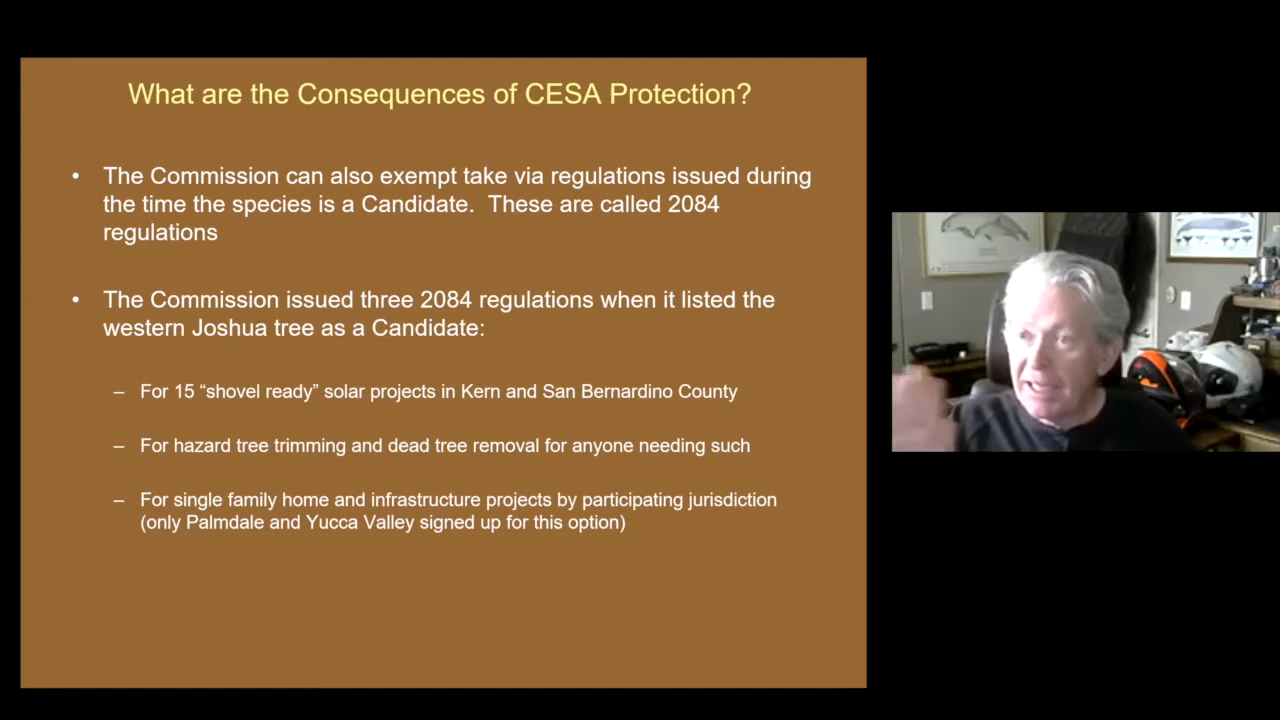 What are the Consequences of CESA Protection?
• The Commission can also exempt take via regulations issued during
the time the species is a Candidate. These are called 2084
regulations
• The Commission issued three 2084 regulations when it listed the
western Joshua tree as a Candidate:
– For 15 “shovel ready” solar projects in Kern and San Bernardino County
– For hazard tree trimming and dead tree removal for anyone needing such
– For single family home and infrastructure projects by participating jurisdiction
(only Palmdale and Yucca Valley signed up for this option)